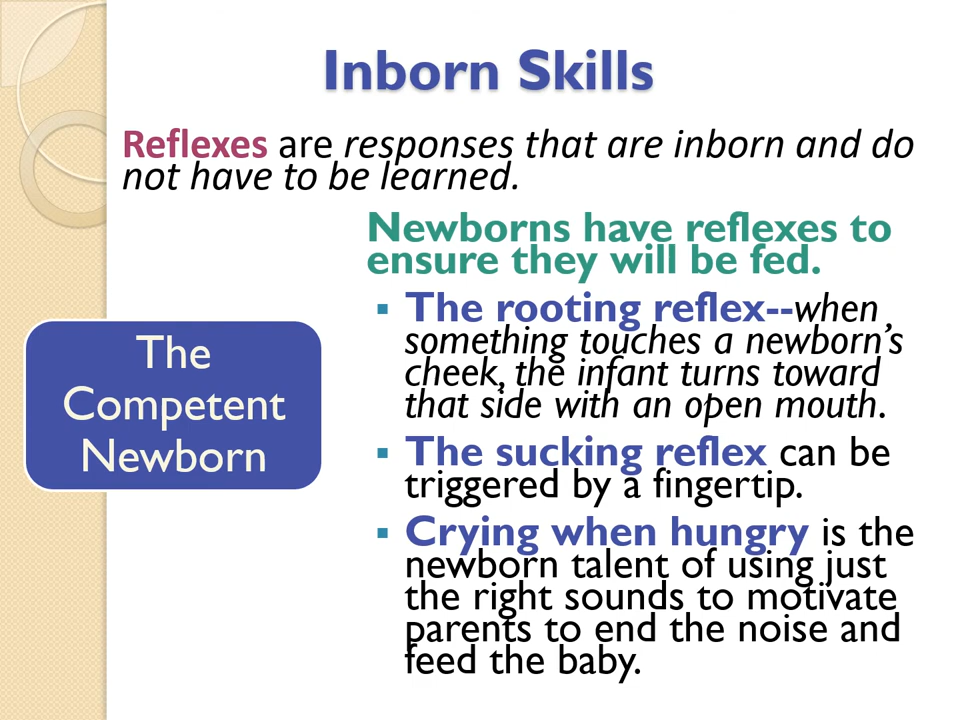 Inborn Skills
Reflexes are responses that are inborn and do
not have to be learned.
Newborns have reflexes to
ensure they will be fed.
▪ The rooting reflex--when
something touches a newborn’s
cheek, the infant turns toward
that side with an open mouth.
▪ The sucking reflex can be
triggered by a fingertip.
▪ Crying when hungry is the
newborn talent of using just
the right sounds to motivate
parents to end the noise and
feed the baby.
The
Competent
Newborn